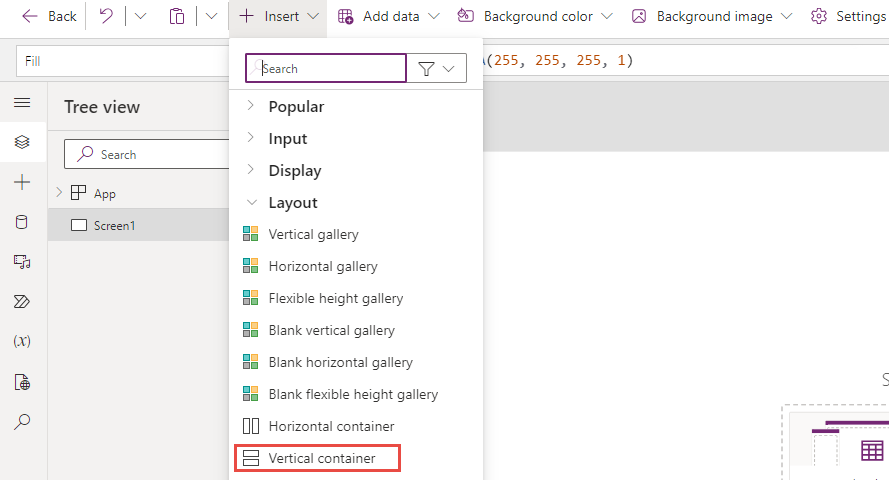 Back
Insert
Add data
Background color
Background image
Settings
Fill
(255, 255, 255, 1)
Tree view
Search
App
Screen1
Search
Popular
Input
Display
Layout
Vertical gallery
Horizontal gallery
Flexible height gallery
Blank vertical gallery
Blank horizontal gallery
Blank flexible height gallery
Horizontal container
Vertical container
(x)
S